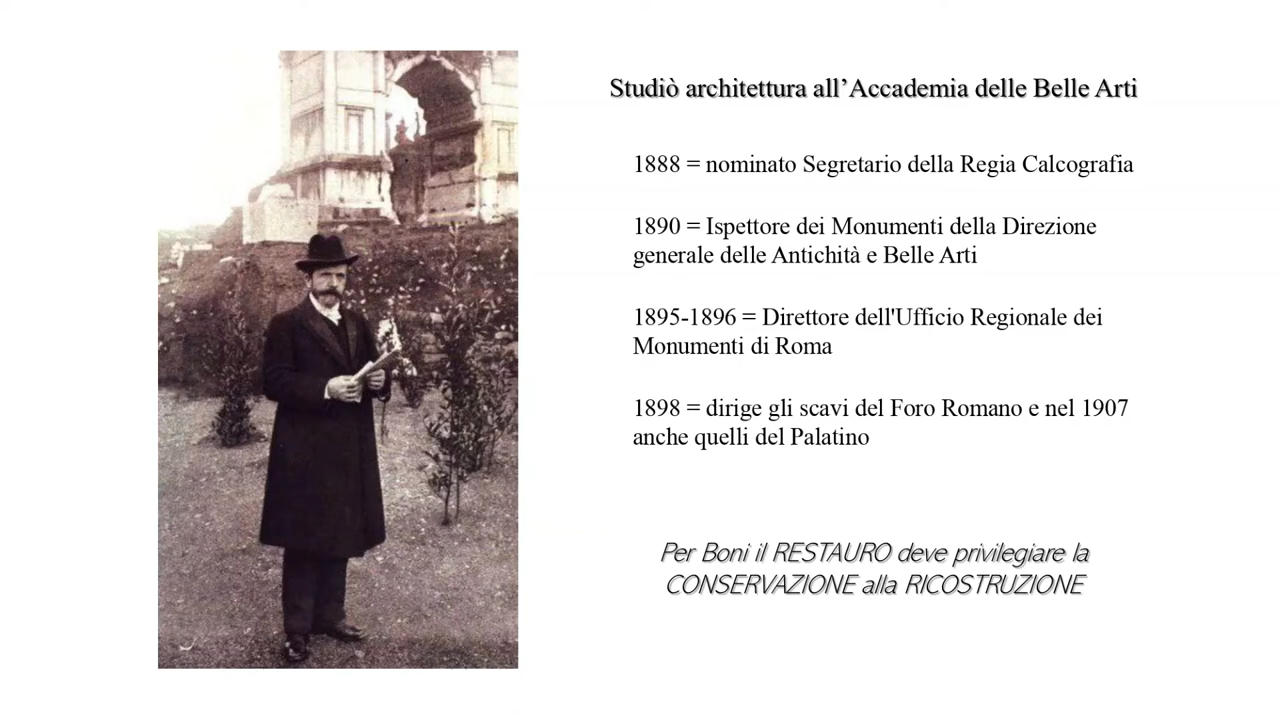 Studiò architettura all’Accademia delle Belle Arti
1888 = nominato Segretario della Regia Calcografia
1890 = Ispettore dei Monumenti della Direzione
generale delle Antichità e Belle Arti
1895-1896 = Direttore dell'Ufficio Regionale dei
Monumenti di Roma
1898 = dirige gli scavi del Foro Romano e nel 1907
anche quelli del Palatino
Per Boni il RESTAURO deve privilegiare la
CONSERVAZIONE alla RICOSTRUZIONE